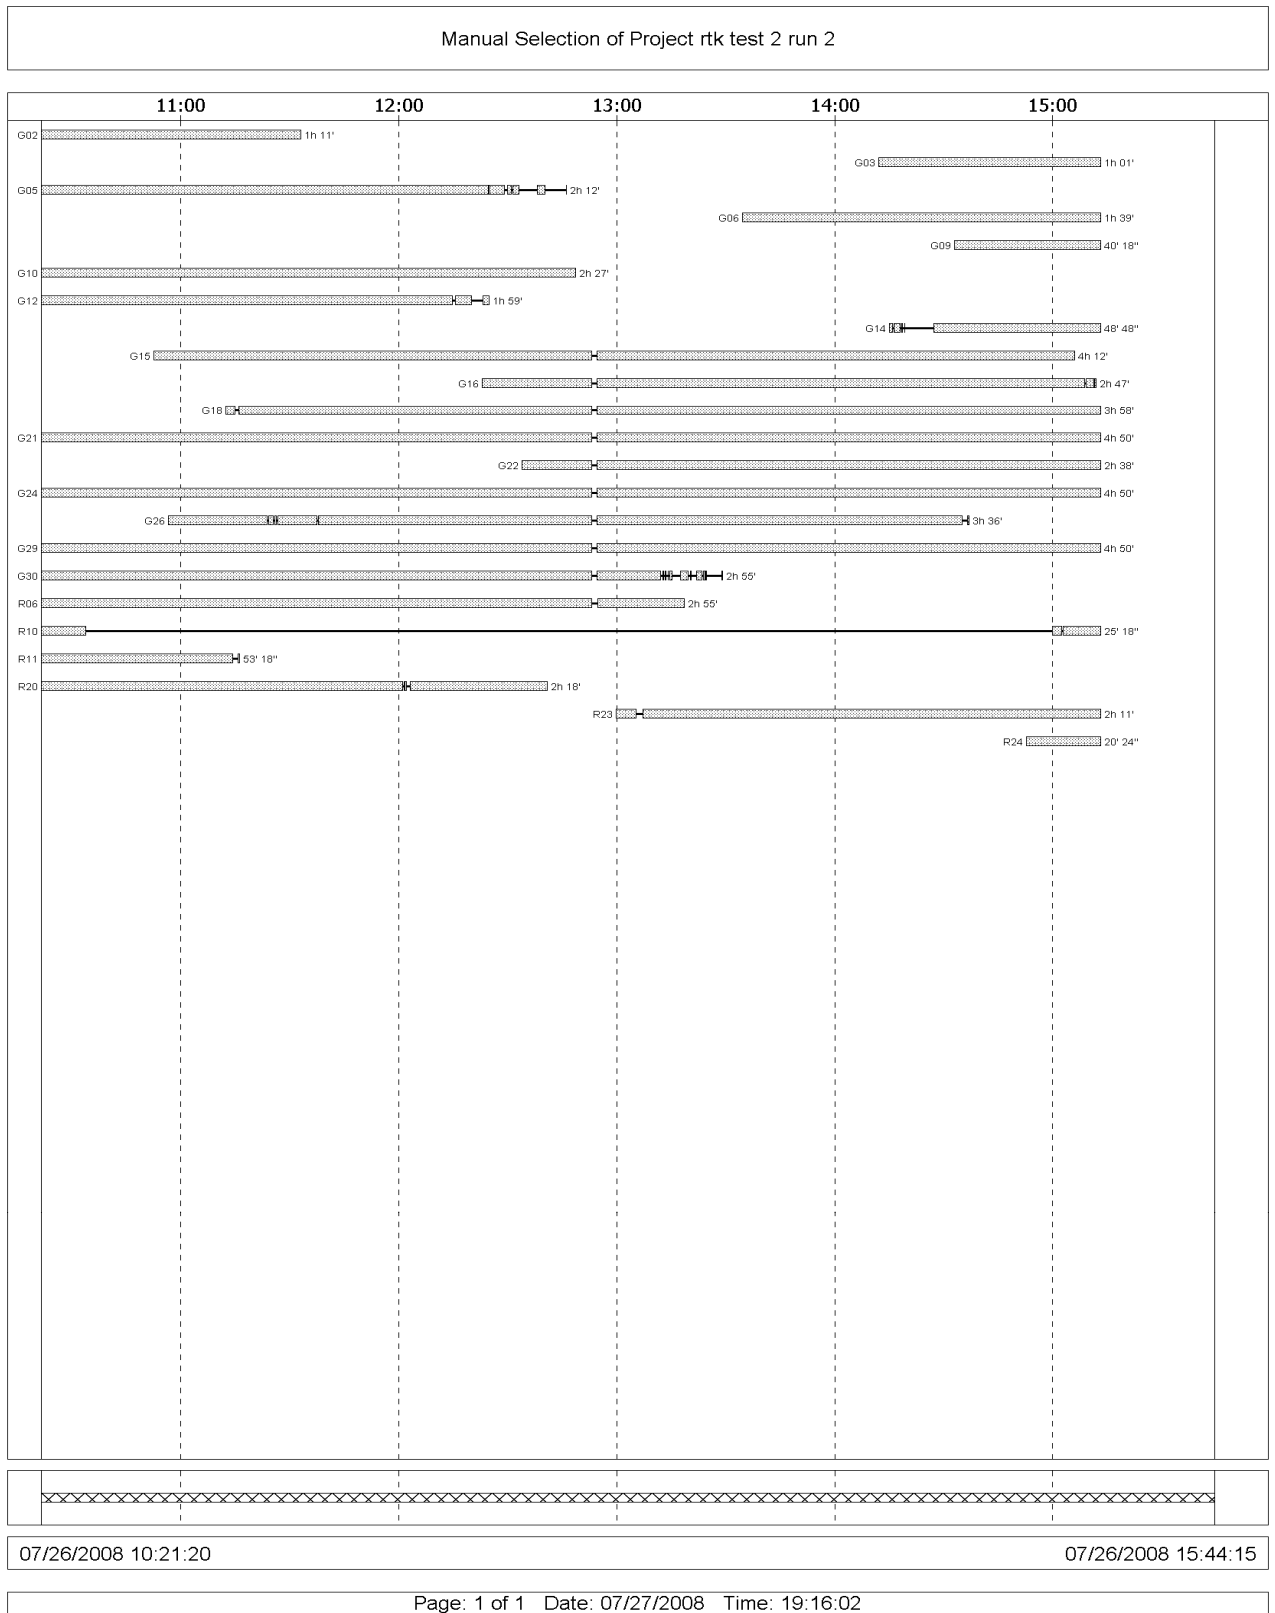 Manual Selection of Project rtk test 2 run 2
11:00 12:00 13:00 14:00 15:00
G02 1h 11'
G03 1h 01'
G05 2h 12'
G06 1h 39'
G09 40' 18"
G10 2h 27'
G12 1h 59'
G14 48' 48"
G15 4h 12'
G16 2h 47'
G18 3h 58'
G21 4h 50'
G22 2h 38'
G24 4h 50'
G26 3h 36'
G29 4h 50'
G30 2h 55'
R06 2h 55'
R10 25' 18"
R11 53' 18"
R20 2h 18'
R23 2h 11'
R24 20' 24"
07/26/2008 10:21:20 07/26/2008 15:44:15
Page: 1 of 1 Date: 07/27/2008 Time: 19:16:02